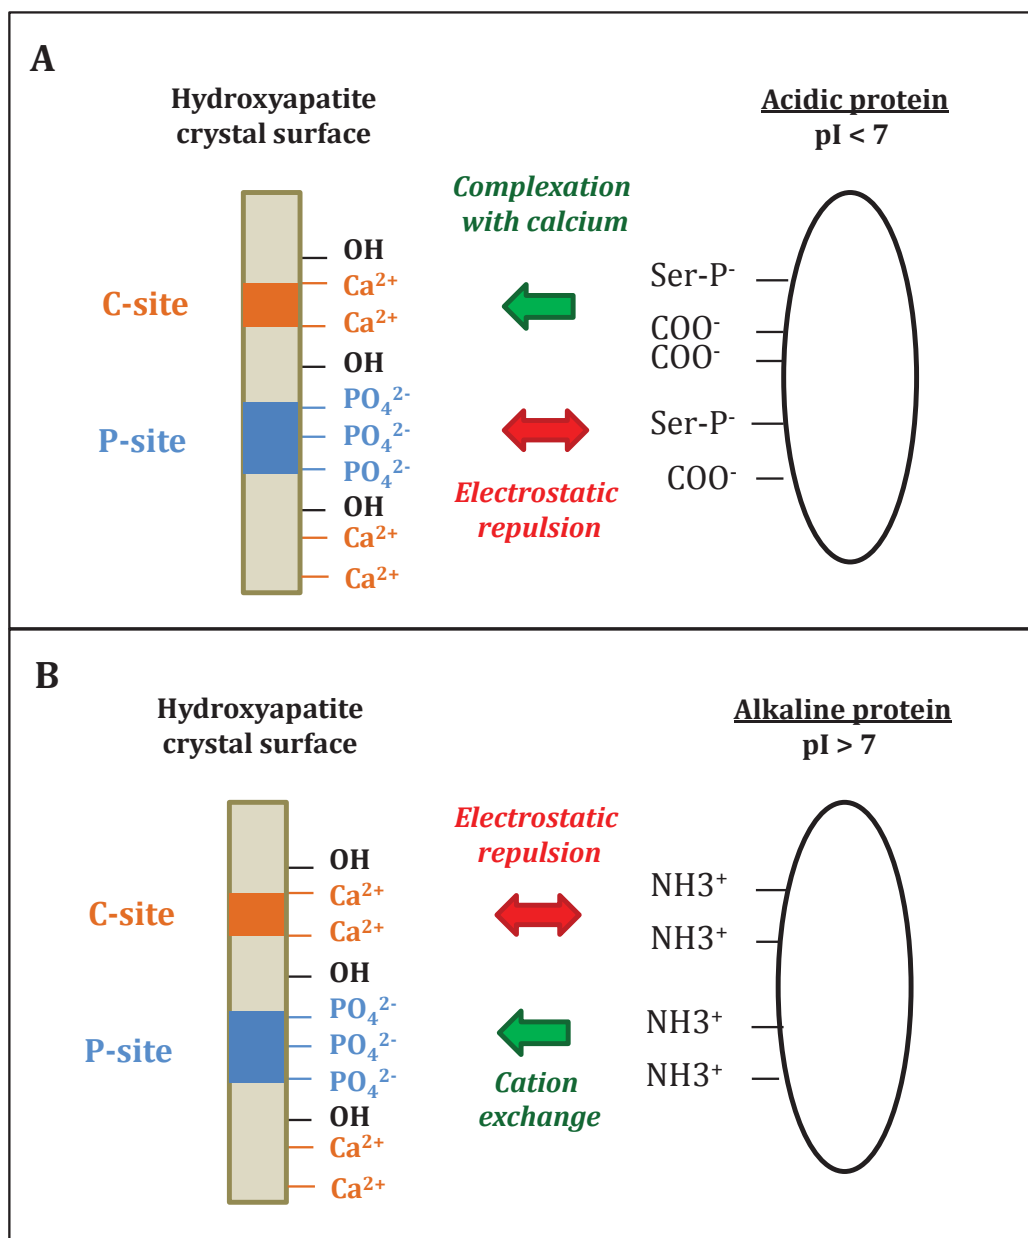 A
Hydroxyapatite
crystal surface
Acidic protein
pI < 7
Complexation
with calcium
OH
Ca²⁺
Ca²⁺
OH
PO₄²⁻
PO₄²⁻
PO₄²⁻
OH
Ca²⁺
Ca²⁺
C-site
P-site
Electrostatic
repulsion
Ser-P⁻
COO⁻
COO⁻
Ser-P⁻
COO⁻
B
Hydroxyapatite
crystal surface
Alkaline protein
pI > 7
Electrostatic
repulsion
OH
Ca²⁺
Ca²⁺
OH
PO₄²⁻
PO₄²⁻
PO₄²⁻
OH
Ca²⁺
Ca²⁺
C-site
P-site
Cation
exchange
NH3⁺
NH3⁺
NH3⁺
NH3⁺